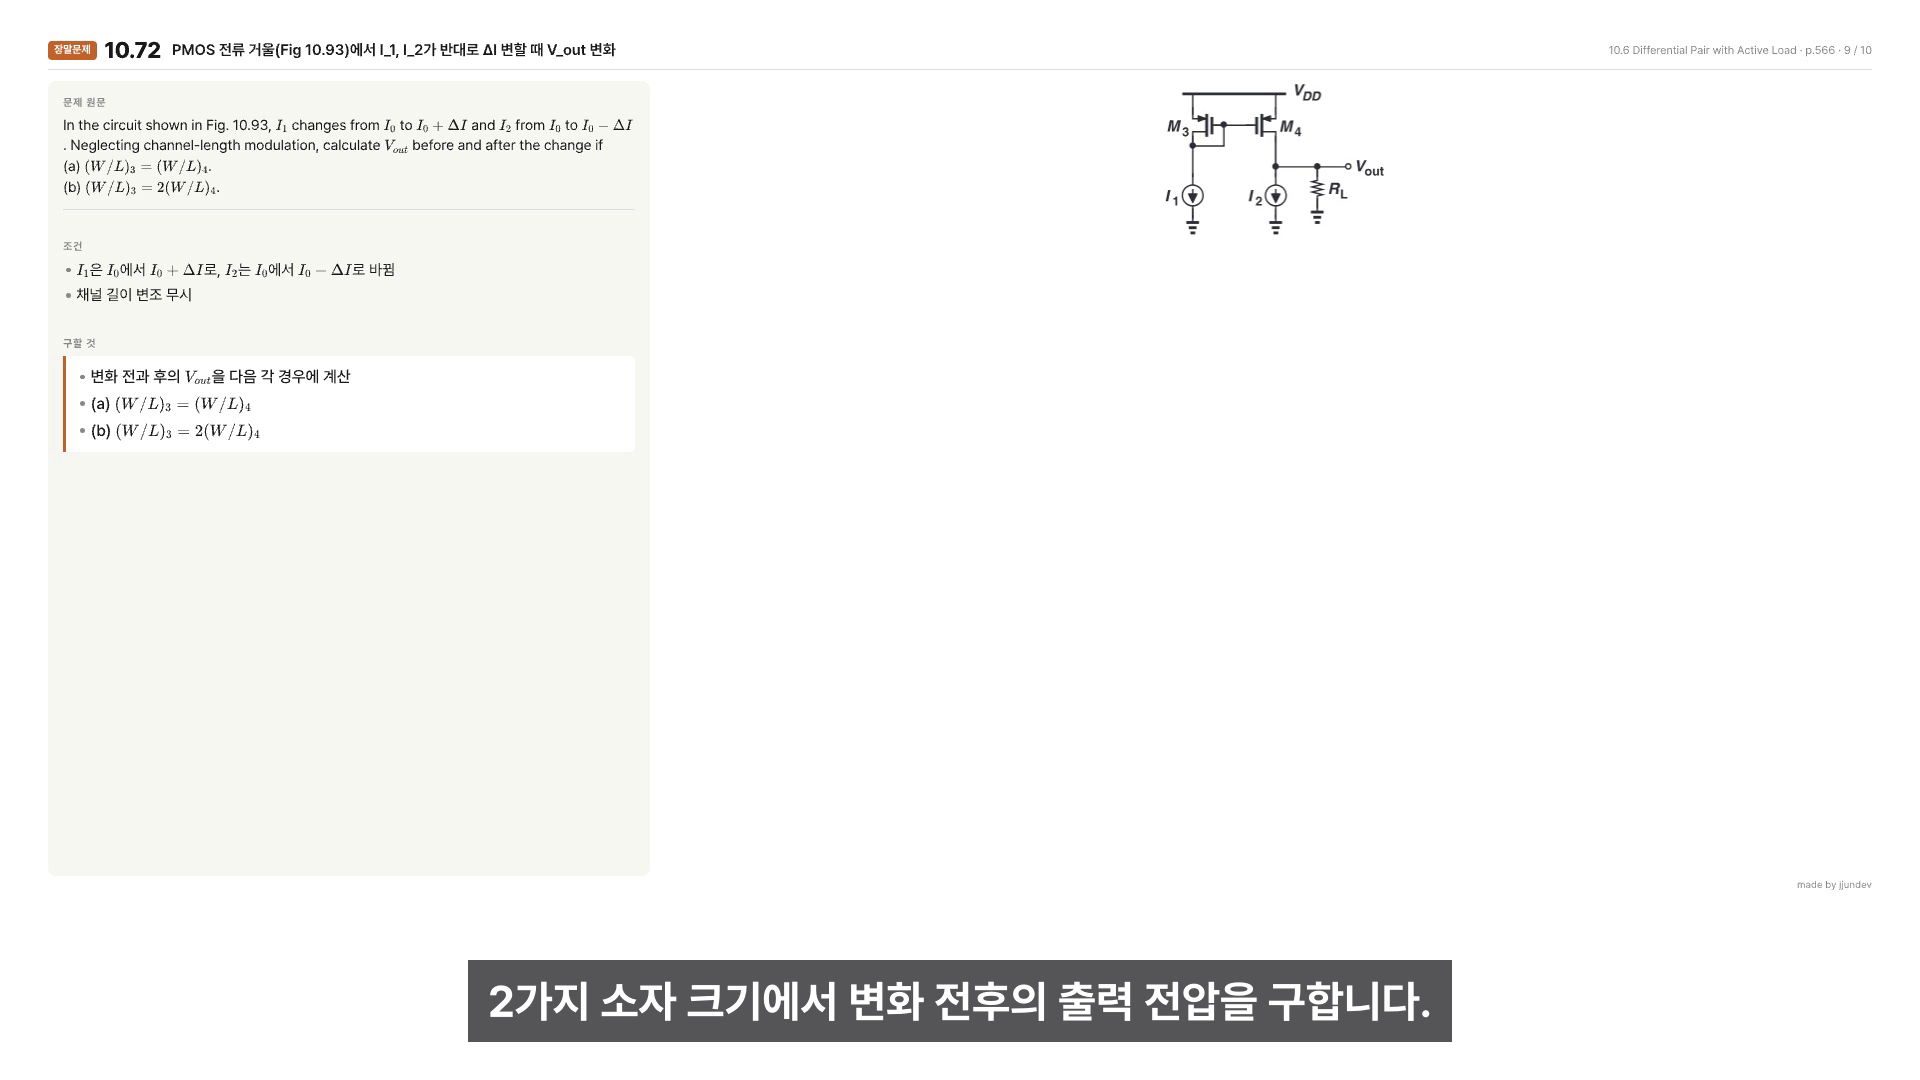 장말문제 10.72 PMOS 전류 거울(Fig 10.93)에서 I_1, I_2가 반대로 ΔI 변할 때 V_out 변화
10.6 Differential Pair with Active Load · p.566 · 9 / 10
문제 원문
In the circuit shown in Fig. 10.93, I₁ changes from I₀ to I₀ + ΔI and I₂ from I₀ to I₀ − ΔI
. Neglecting channel-length modulation, calculate V_out before and after the change if
(a) (W/L)₃ = (W/L)₄.
(b) (W/L)₃ = 2(W/L)₄.
조건
• I₁은 I₀에서 I₀ + ΔI로, I₂는 I₀에서 I₀ − ΔI로 바뀜
• 채널 길이 변조 무시
구할 것
• 변화 전과 후의 V_out을 다음 각 경우에 계산
• (a) (W/L)₃ = (W/L)₄
• (b) (W/L)₃ = 2(W/L)₄
V_DD
M₃
M₄
V_out
I₁
I₂
R_L
made by jjundev
2가지 소자 크기에서 변화 전후의 출력 전압을 구합니다.